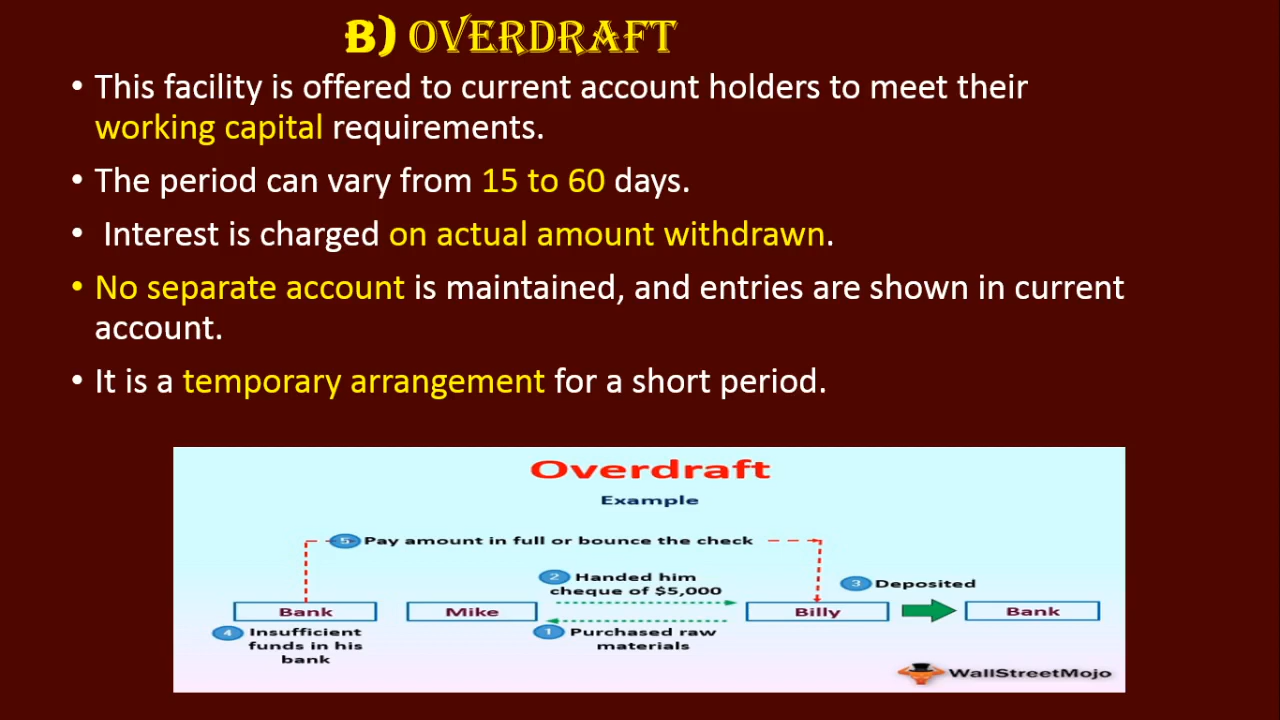 B) OVERDRAFT
• This facility is offered to current account holders to meet their
working capital requirements.
• The period can vary from 15 to 60 days.
• Interest is charged on actual amount withdrawn.
• No separate account is maintained, and entries are shown in current
account.
• It is a temporary arrangement for a short period.
Overdraft
Example
5 Pay amount in full or bounce the check
2 Handed him
cheque of $5,000
3 Deposited
Bank
Mike
Billy
Bank
4 Insufficient
funds in his
bank
1 Purchased raw
materials
WallStreetMojo